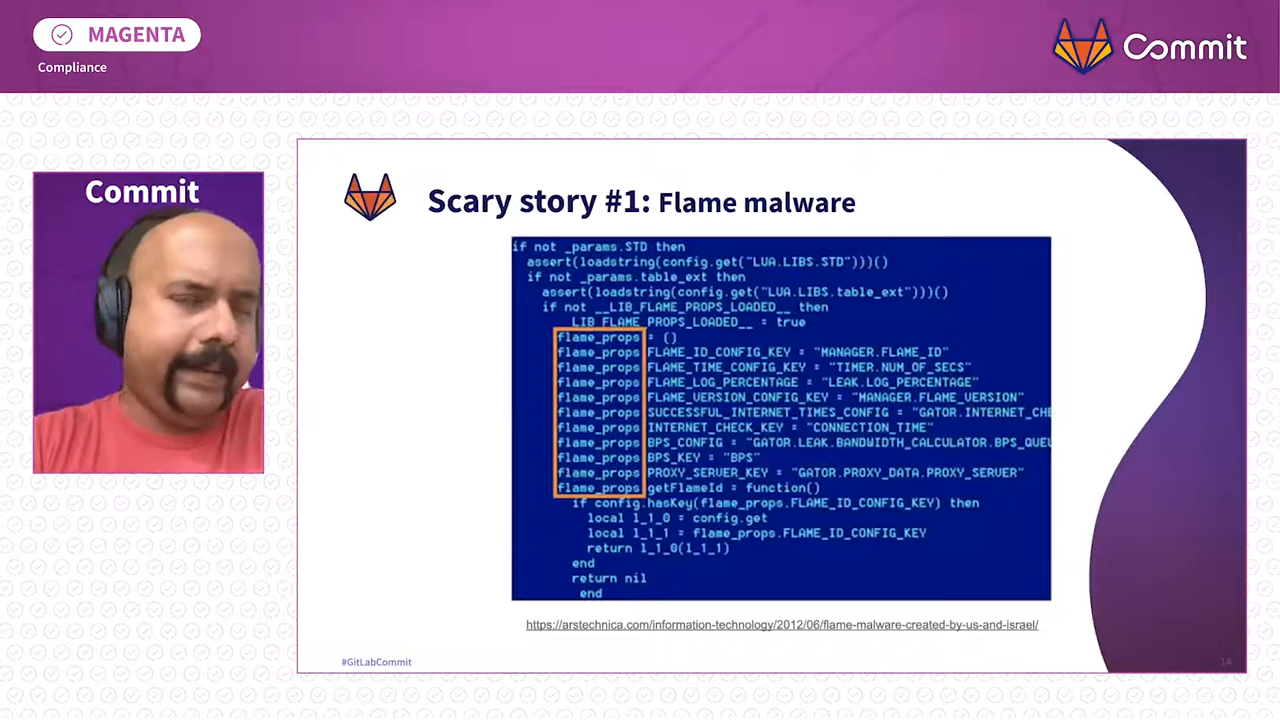 MAGENTA
Compliance
Commit
Commit
Scary story #1: Flame malware
if not _params.STD then
assert(loadstring(config.get("LUA.LIBS.STD")))()
if not _params.table_ext then
assert(loadstring(config.get("LUA.LIBS.table_ext")))()
if not __LIB_FLAME_PROPS_LOADED__ then
LIB_FLAME_PROPS_LOADED__ = true
flame_props = {}
flame_props FLAME_ID_CONFIG_KEY = "MANAGER.FLAME_ID"
flame_props FLAME_TIME_CONFIG_KEY = "TIMER.NUM_OF_SECS"
flame_props FLAME_LOG_PERCENTAGE = "LEAK.LOG_PERCENTAGE"
flame_props FLAME_VERSION_CONFIG_KEY = "MANAGER.FLAME_VERSION"
flame_props SUCCESSFUL_INTERNET_TIMES_CONFIG = "GATOR.INTERNET_CHE
flame_props INTERNET_CHECK_KEY = "CONNECTION_TIME"
flame_props BPS_CONFIG = "GATOR.LEAK.BANDWIDTH_CALCULATOR.BPS_QUEU
flame_props BPS_KEY = "BPS"
flame_props PROXY_SERVER_KEY = "GATOR.PROXY_DATA.PROXY_SERVER"
flame_props getFlameId = function()
if config.hasKey(flame_props.FLAME_ID_CONFIG_KEY) then
local l_1_0 = config.get
local l_1_1 = flame_props.FLAME_ID_CONFIG_KEY
return l_1_0(l_1_1)
end
return nil
end
https://arstechnica.com/information-technology/2012/06/flame-malware-created-by-us-and-israel/
#GitLabCommit
14